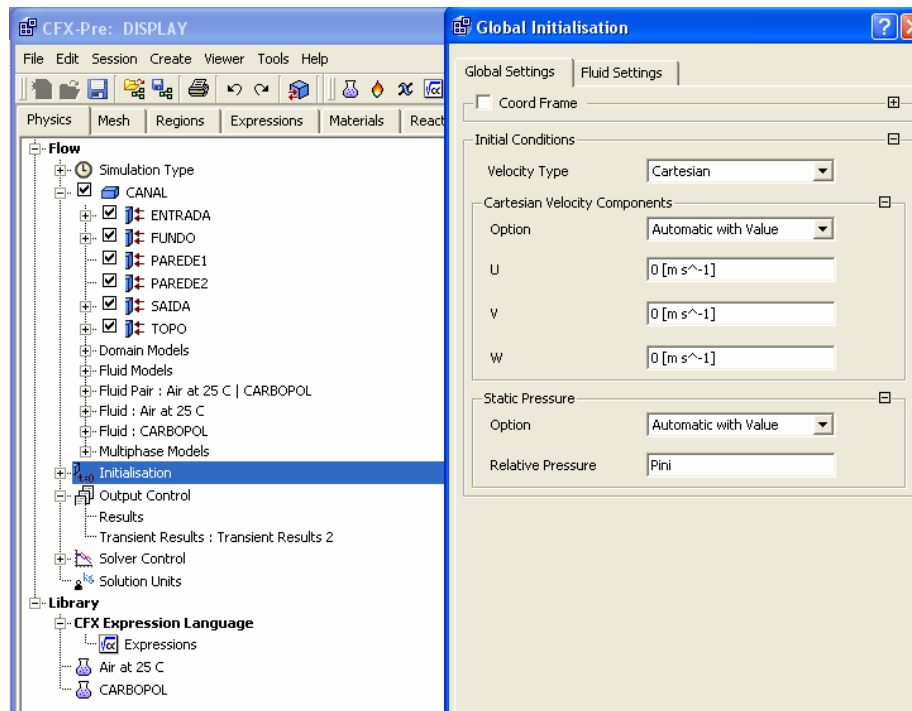 CFX-Pre: DISPLAY
File Edit Session Create Viewer Tools Help
Physics Mesh Regions Expressions Materials React
Flow
Simulation Type
CANAL
ENTRADA
FUNDO
PAREDE1
PAREDE2
SAIDA
TOPO
Domain Models
Fluid Models
Fluid Pair : Air at 25 C | CARBOPOL
Fluid : Air at 25 C
Fluid : CARBOPOL
Multiphase Models
Initialisation
Output Control
Results
Transient Results : Transient Results 2
Solver Control
Solution Units
Library
CFX Expression Language
Expressions
Air at 25 C
CARBOPOL
Global Initialisation
Global Settings Fluid Settings
Coord Frame
Initial Conditions
Velocity Type Cartesian
Cartesian Velocity Components
Option Automatic with Value
U 0 [m s^-1]
V 0 [m s^-1]
W 0 [m s^-1]
Static Pressure
Option Automatic with Value
Relative Pressure Pini